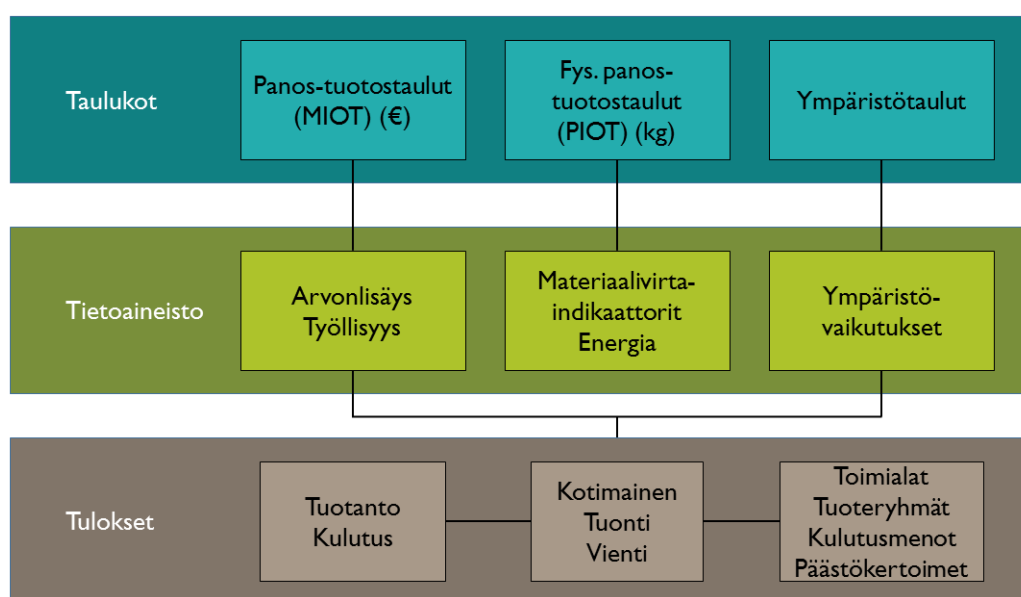 Taulukot
Panos-tuotostaulut
(MIOT) (€)
Fys. panos-
tuotostaulut
(PIOT) (kg)
Ympäristötaulut
Tietoaineisto
Arvonlisäys
Työllisyys
Materiaalivirta-
indikaattorit
Energia
Ympäristö-
vaikutukset
Tulokset
Tuotanto
Kulutus
Kotimainen
Tuonti
Vienti
Toimialat
Tuoteryhmät
Kulutusmenot
Päästökertoimet